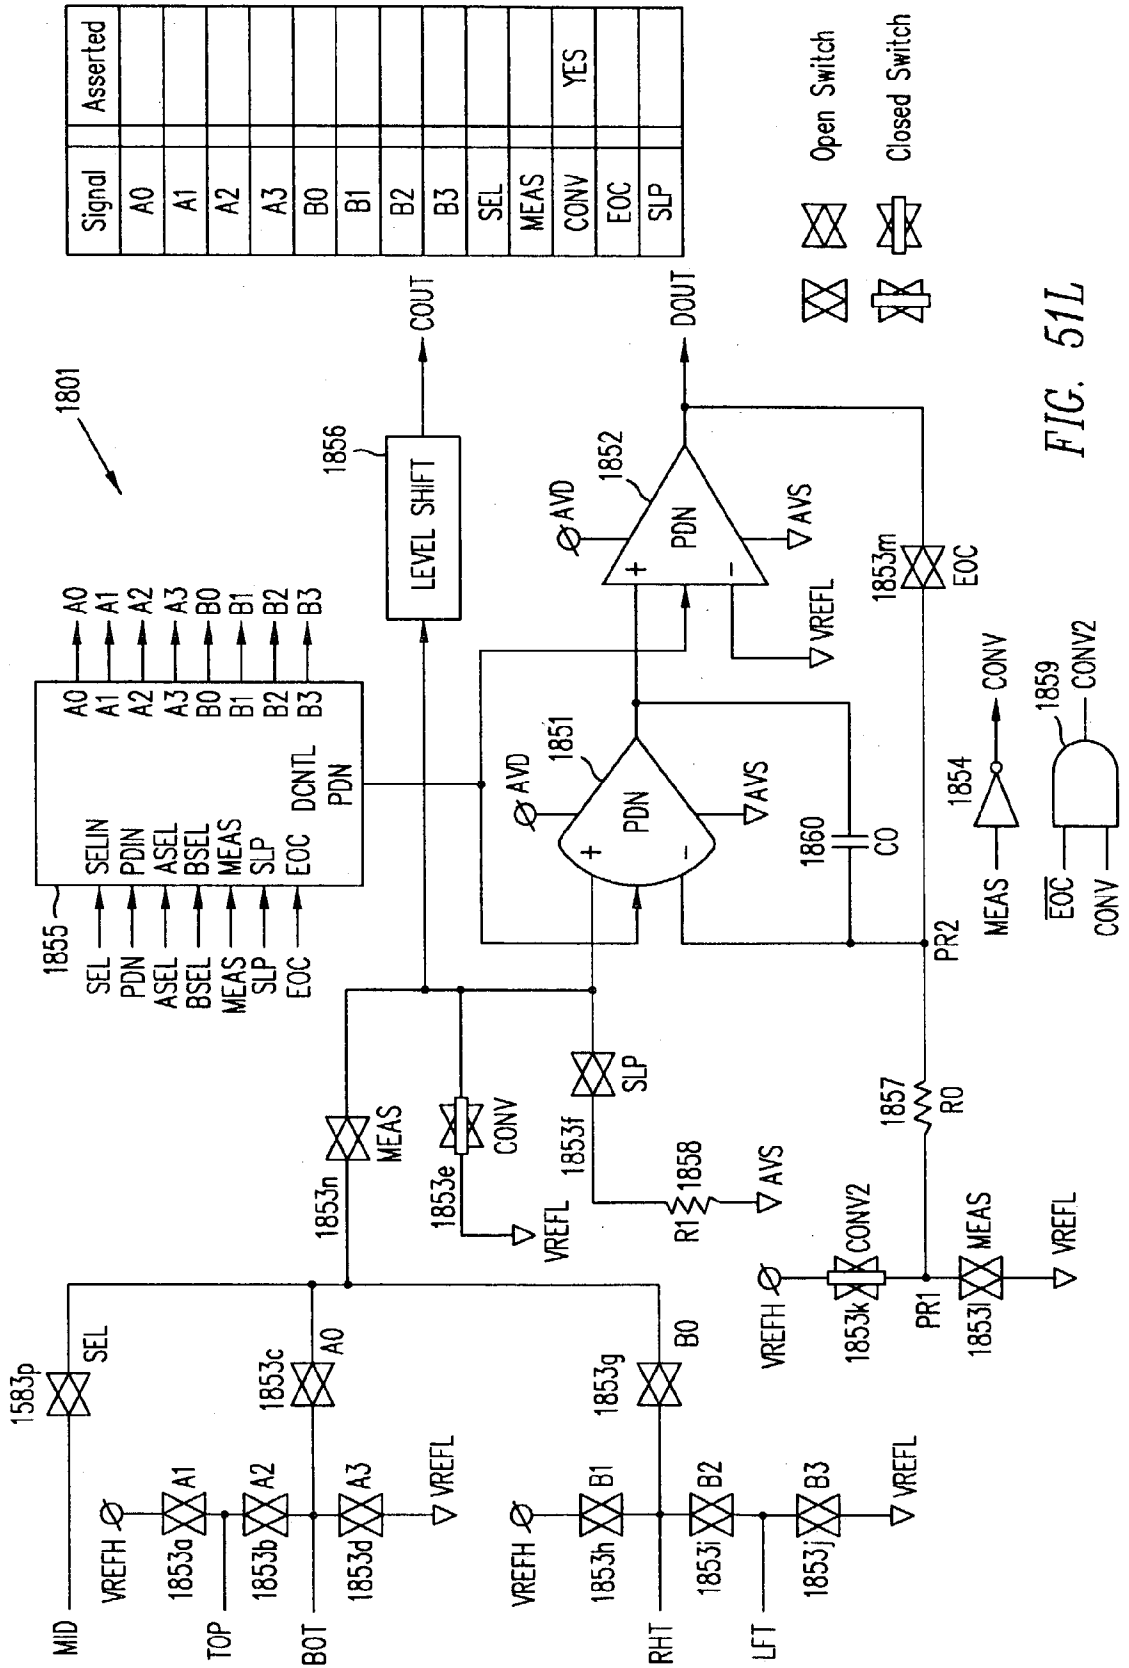 1801
Signal Asserted
A0
A1
A2
A3
B0
B1
B2
B3
SEL
MEAS
CONV YES
EOC
SLP
1855
SEL SELIN A0 A0
PDN PDIN A1 A1
ASEL ASEL A2 A2
BSEL BSEL A3 A3
MEAS MEAS B0 B0
SLP SLP B1 B1
EOC EOC B2 B2
B3 B3
DCNTL
PDN
1856
LEVEL SHIFT
COUT
MID
1583p
SEL
VREFH
1853a
A1
TOP
1853b
A2
BOT
1853d
A3
VREFL
1853c
A0
1853n
MEAS
1853e
CONV
VREFL
1853f
SLP
R1
1858
AVS
VREFH
1853h
B1
RHT
1853i
B2
LFT
1853j
B3
VREFL
1853g
B0
AVD
1851
+
PDN
-
AVS
1860
CO
AVD
1852
+
PDN
-
AVS
VREFL
DOUT
1853m
EOC
VREFH
1853k
CONV2
PR1
1853l
MEAS
VREFL
1857
R0
PR2
MEAS
1854
CONV
EOC
CONV
1859
CONV2
Open Switch
Closed Switch
FIG. 51L